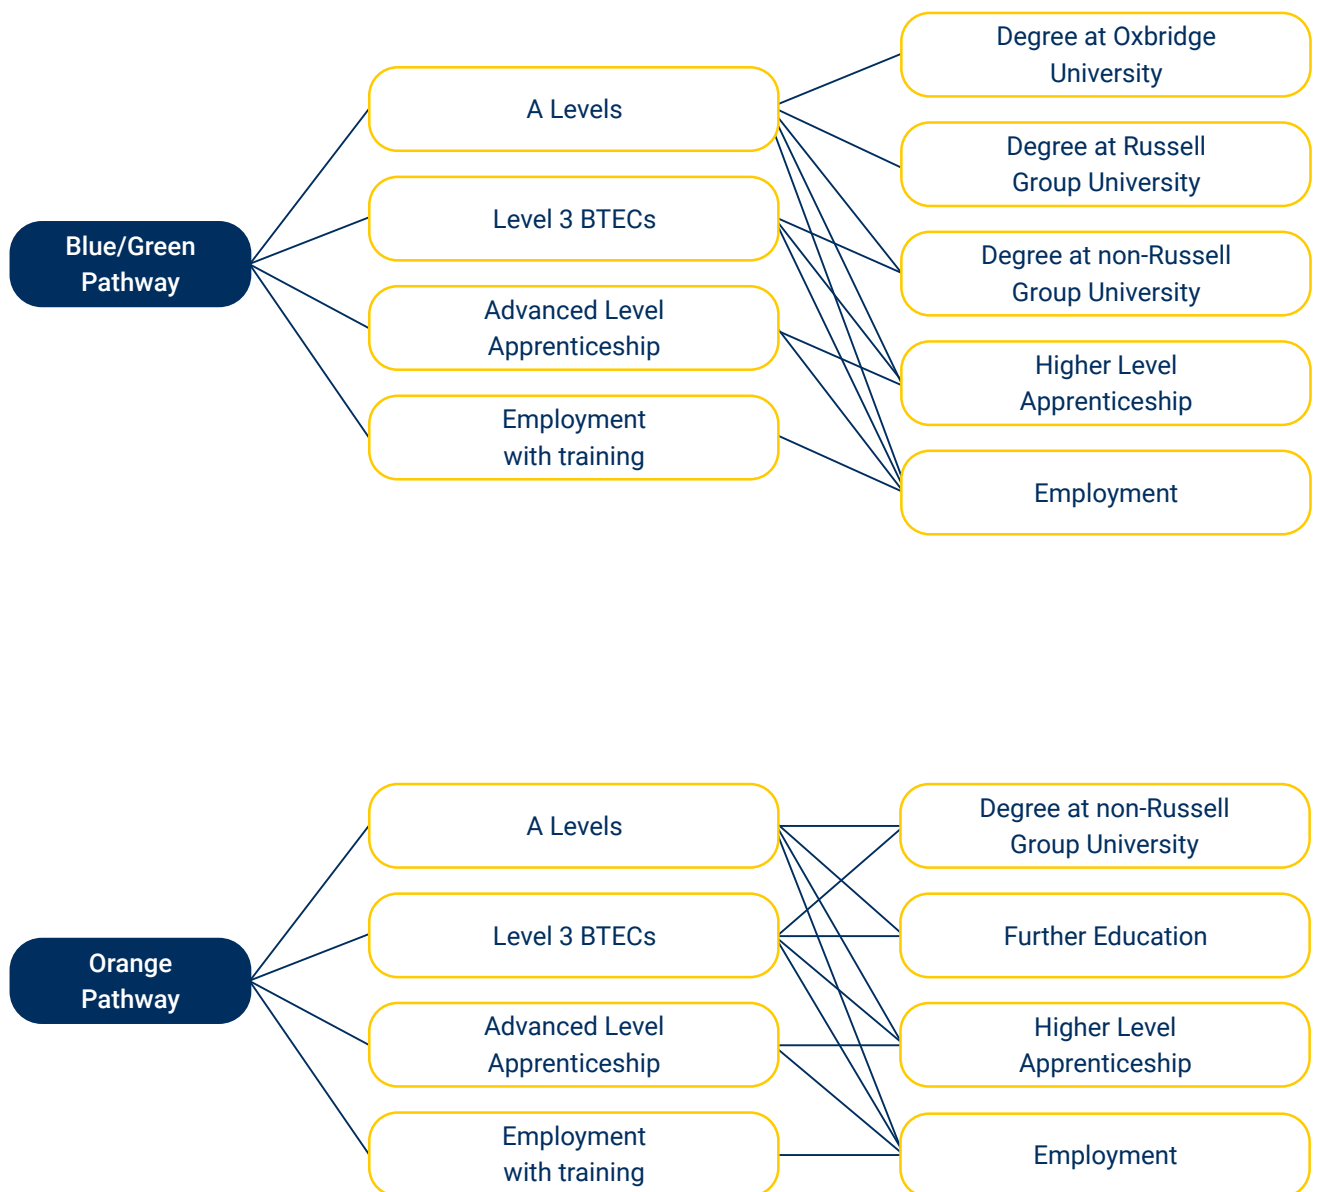 Blue/Green
Pathway
A Levels
Level 3 BTECs
Advanced Level
Apprenticeship
Employment
with training
Degree at Oxbridge
University
Degree at Russell
Group University
Degree at non-Russell
Group University
Higher Level
Apprenticeship
Employment
Orange
Pathway
A Levels
Level 3 BTECs
Advanced Level
Apprenticeship
Employment
with training
Degree at non-Russell
Group University
Further Education
Higher Level
Apprenticeship
Employment